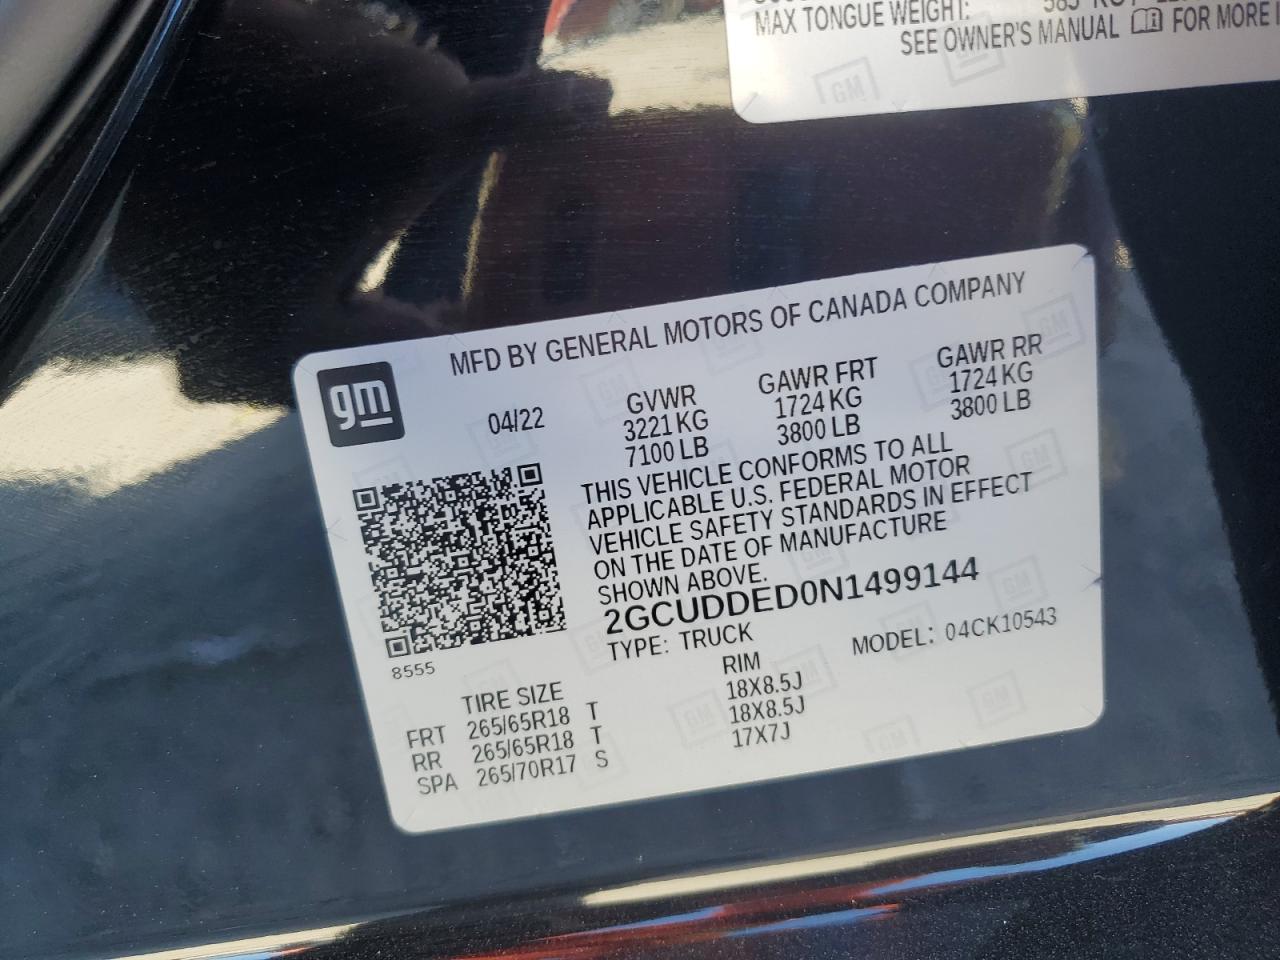 MAX TONGUE WEIGHT: 585 KG
SEE OWNER'S MANUAL FOR MORE
MFD BY GENERAL MOTORS OF CANADA COMPANY
gm
04/22
GVWR GAWR FRT GAWR RR
3221 KG 1724 KG 1724 KG
7100 LB 3800 LB 3800 LB
THIS VEHICLE CONFORMS TO ALL
APPLICABLE U.S. FEDERAL MOTOR
VEHICLE SAFETY STANDARDS IN EFFECT
ON THE DATE OF MANUFACTURE
SHOWN ABOVE.
2GCUDDED0N1499144
TYPE: TRUCK MODEL: 04CK10543
8555
TIRE SIZE RIM
FRT 265/65R18 T 18X8.5J
RR 265/65R18 T 18X8.5J
SPA 265/70R17 S 17X7J